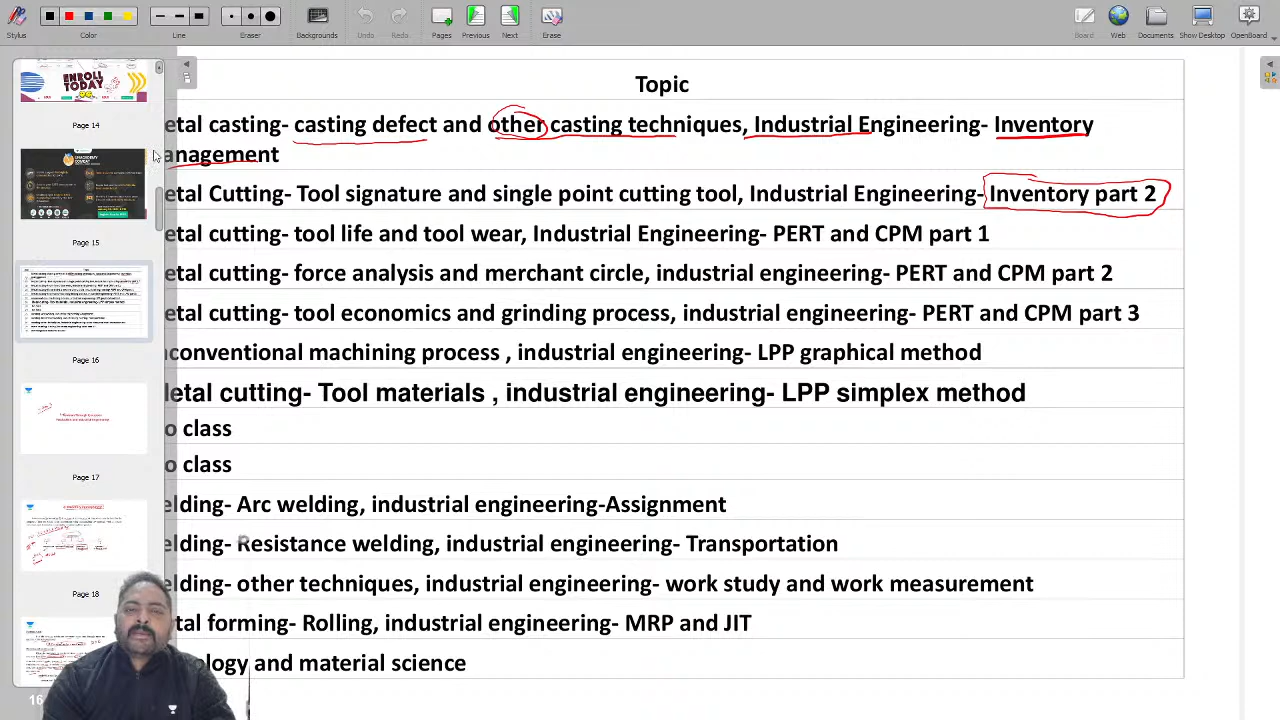 Stylus
Color
Eraser
Backgrounds
Undo
Redo
Pages
Previous
Next
Erase
Board
Web
Documents
Show Desktop
OpenBoard
ENROLL
TODAY
Page 14
Page 15
Page 16
Page 17
Page 18
16
Topic
etal casting- casting defect and other casting techniques, Industrial Engineering- Inventory
anagement
etal Cutting- Tool signature and single point cutting tool, Industrial Engineering- Inventory part 2
etal cutting- tool life and tool wear, Industrial Engineering- PERT and CPM part 1
etal cutting- force analysis and merchant circle, industrial engineering- PERT and CPM part 2
etal cutting- tool economics and grinding process, industrial engineering- PERT and CPM part 3
conventional machining process , industrial engineering- LPP graphical method
etal cutting- Tool materials , industrial engineering- LPP simplex method
o class
o class
elding- Arc welding, industrial engineering-Assignment
elding- Resistance welding, industrial engineering- Transportation
elding- other techniques, industrial engineering- work study and work measurement
tal forming- Rolling, industrial engineering- MRP and JIT
ology and material science